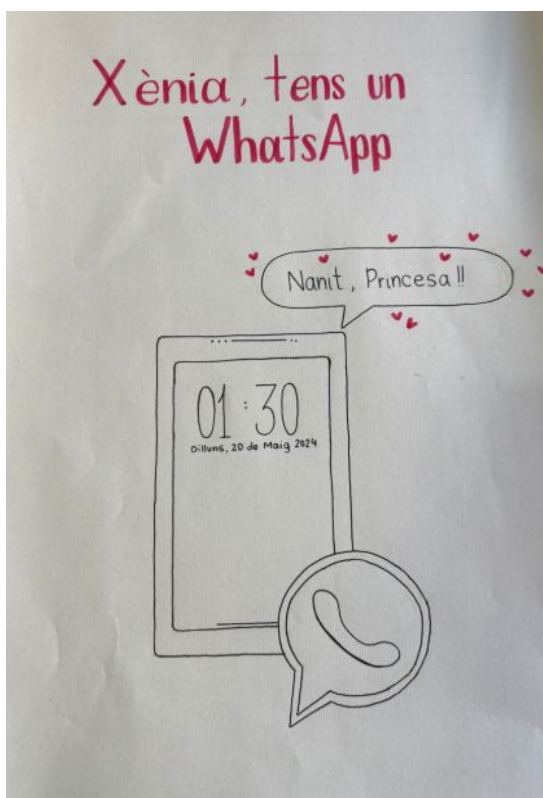 Xènia, tens un
WhatsApp
Nanit, Princesa!!
01:30
Dilluns, 20 de Maig 2024